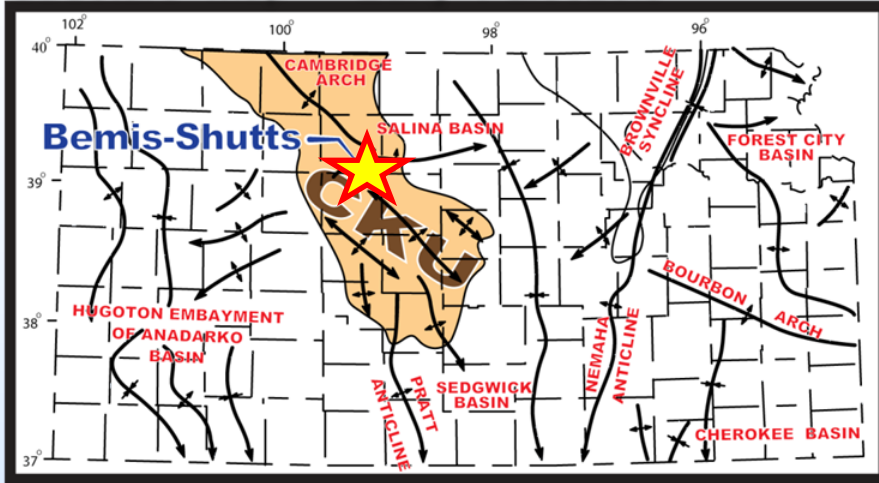 102°
100°
98°
96°
40°
CAMBRIDGE
ARCH
BROWNVILLE
SYNCLINE
Bemis-Shutts
SALINA BASIN
FOREST CITY
BASIN
39°
CKU
BOURBON
ARCH
HUGOTON EMBAYMENT
OF ANADARKO
BASIN
38°
NEMAHA
ANTICLINE
PRATT
ANTICLINE
SEDGWICK
BASIN
CHEROKEE BASIN
37°